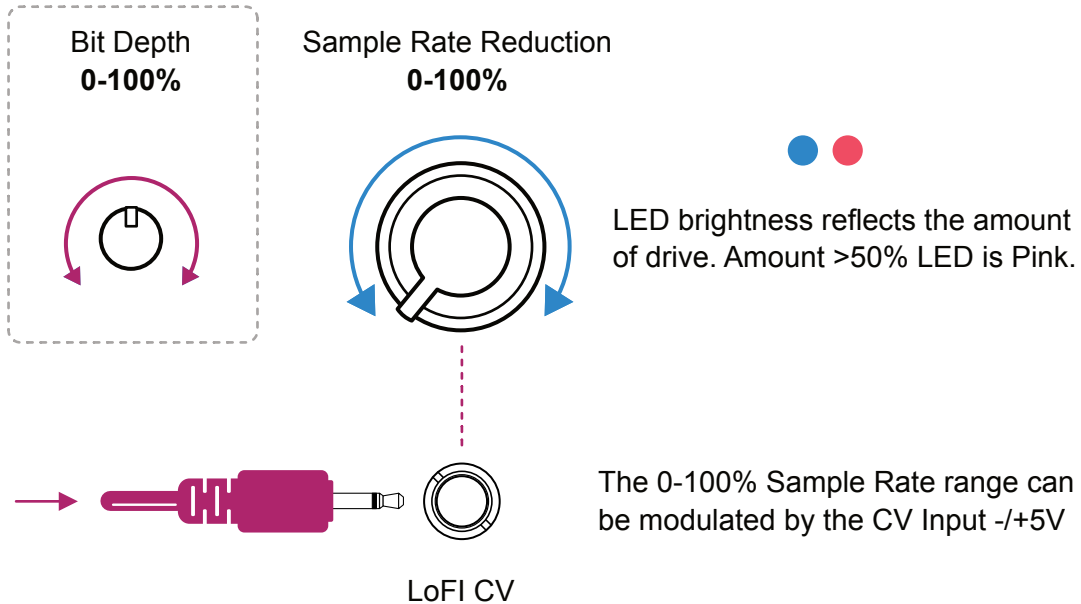 Bit Depth
0-100%
Sample Rate Reduction
0-100%
LED brightness reflects the amount
of drive. Amount >50% LED is Pink.
The 0-100% Sample Rate range can
be modulated by the CV Input -/+5V
LoFI CV